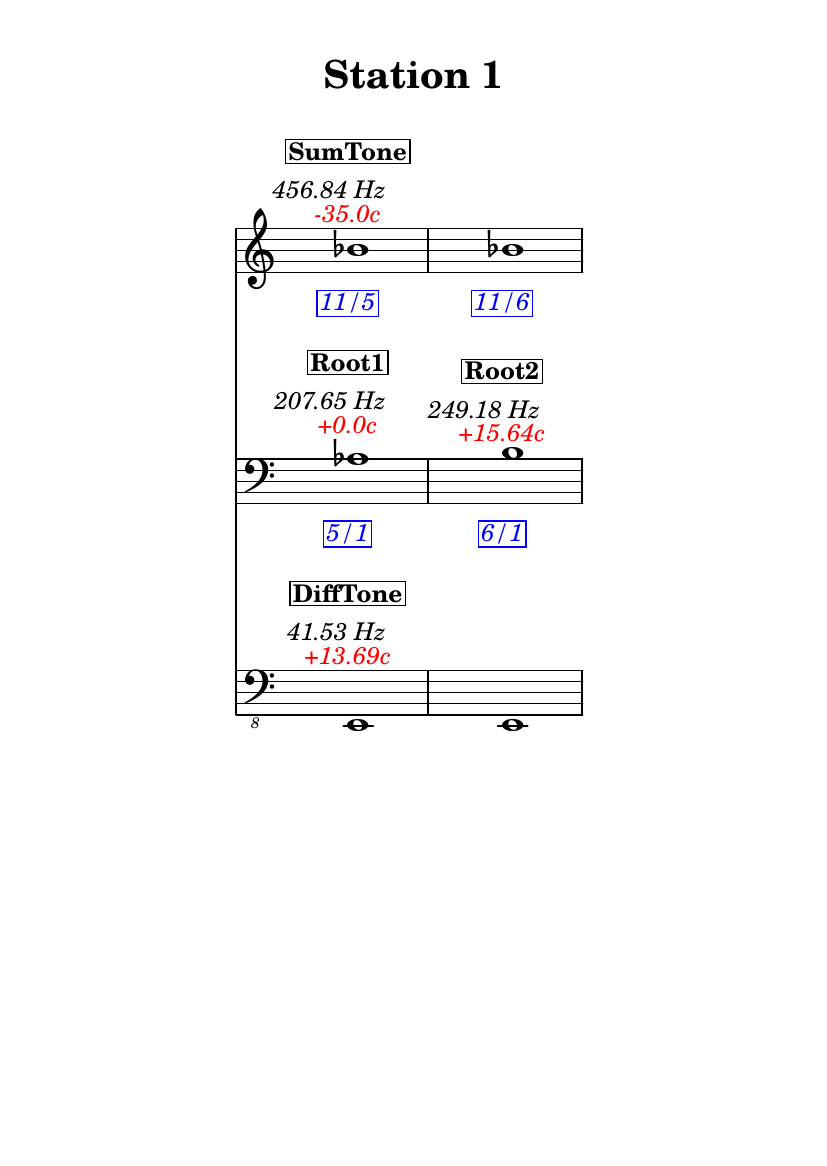 Station 1
SumTone
456.84 Hz
-35.0c
11/5 11/6
Root1 Root2
207.65 Hz 249.18 Hz
+0.0c +15.64c
5/1 6/1
DiffTone
41.53 Hz
+13.69c
8